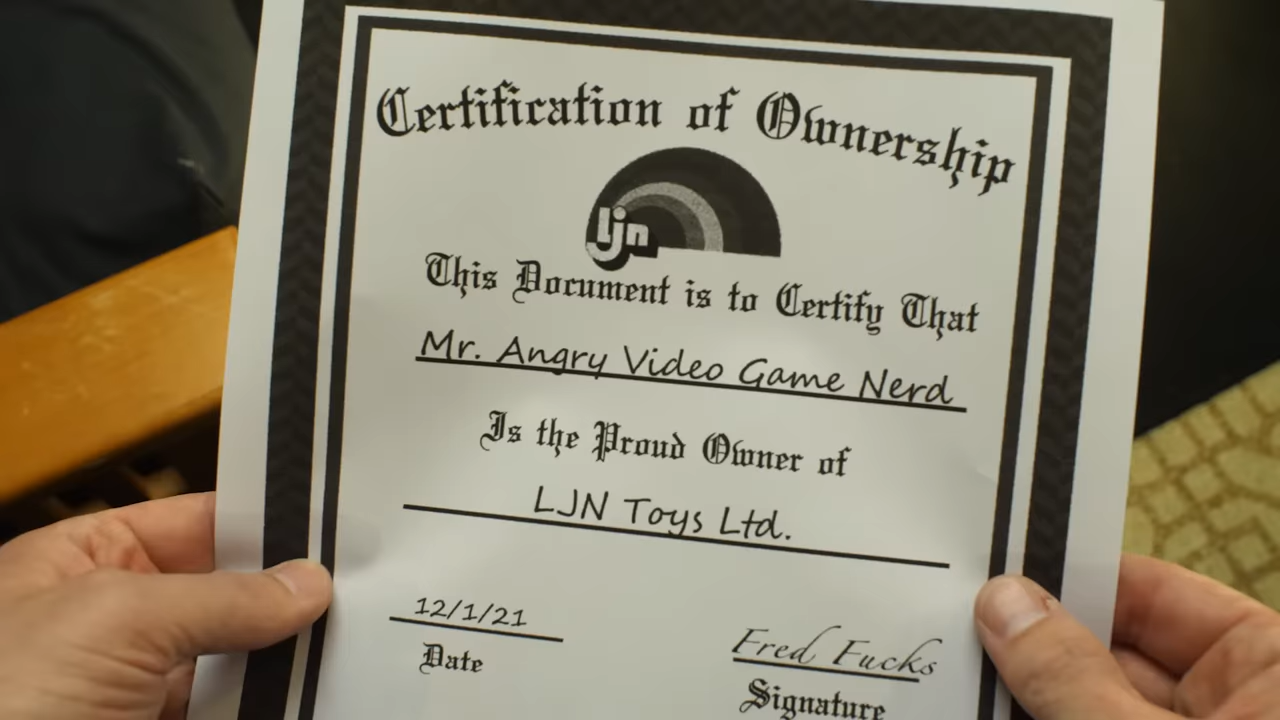 Certification of Ownership
ljn
This Document is to Certify That
Mr. Angry Video Game Nerd
Is the Proud Owner of
LJN Toys Ltd.
12/1/21
Date
Fred Fucks
Signature